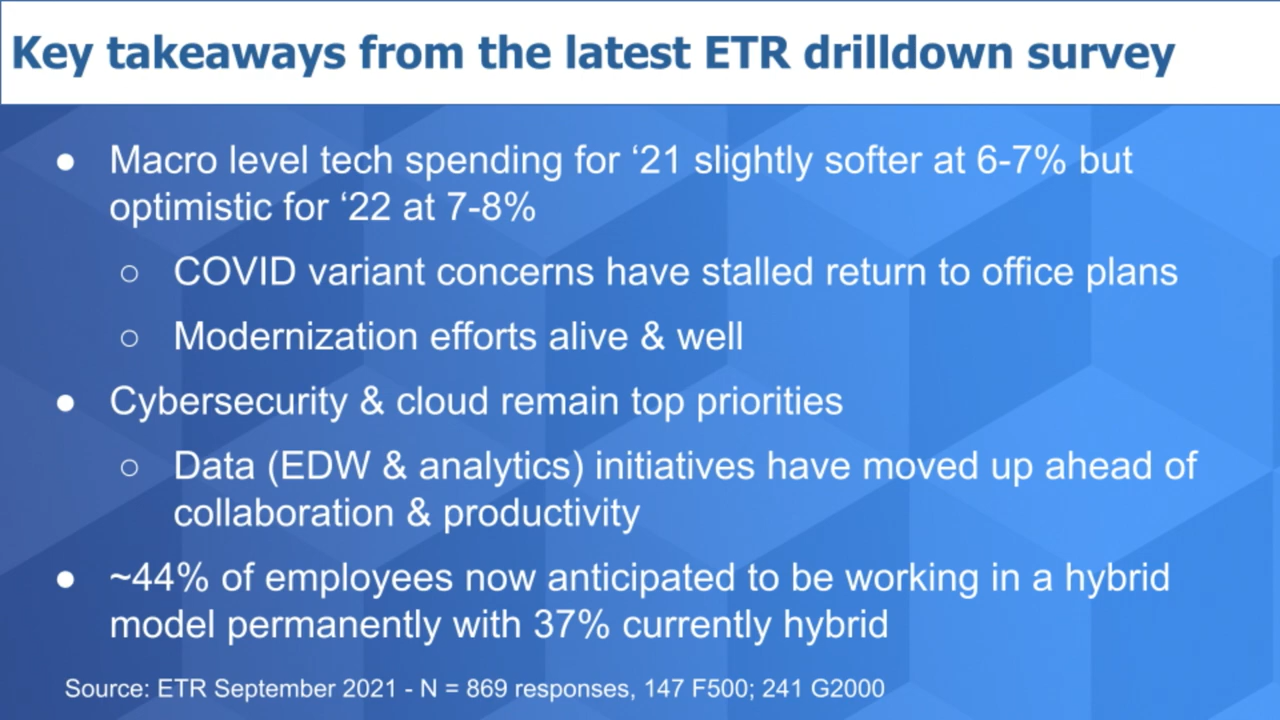 Key takeaways from the latest ETR drilldown survey
● Macro level tech spending for ‘21 slightly softer at 6-7% but
optimistic for ‘22 at 7-8%
○ COVID variant concerns have stalled return to office plans
○ Modernization efforts alive & well
● Cybersecurity & cloud remain top priorities
○ Data (EDW & analytics) initiatives have moved up ahead of
collaboration & productivity
● ~44% of employees now anticipated to be working in a hybrid
model permanently with 37% currently hybrid
Source: ETR September 2021 - N = 869 responses, 147 F500; 241 G2000